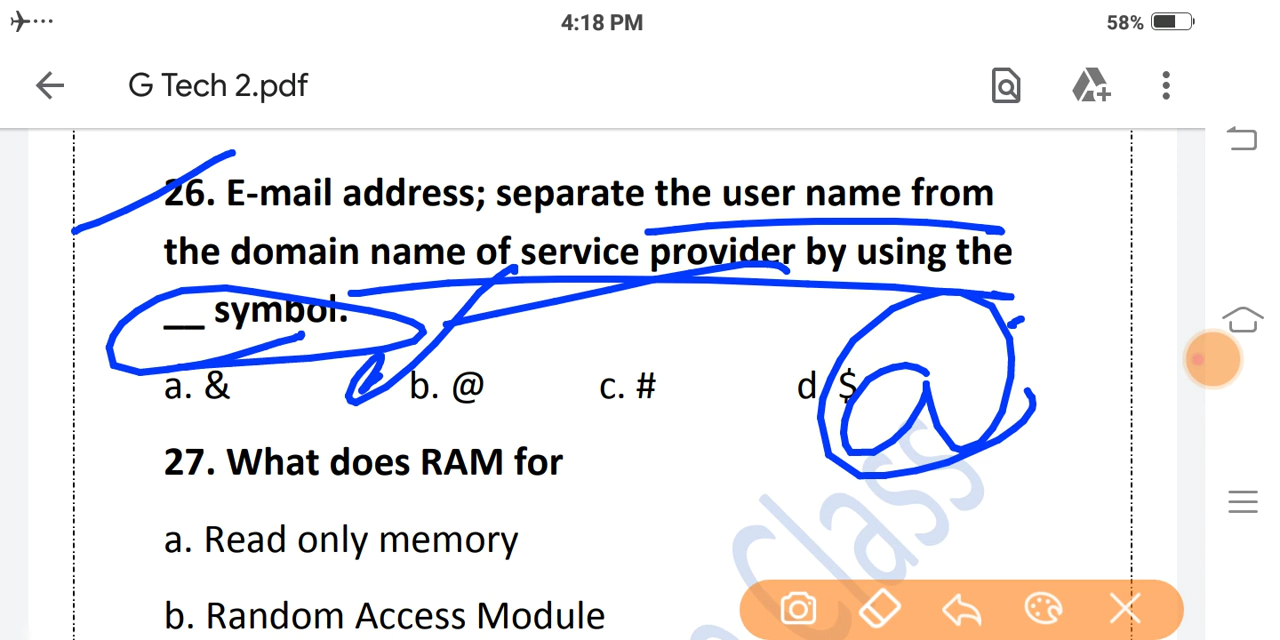 4:18 PM
58%
G Tech 2.pdf
26. E-mail address; separate the user name from
the domain name of service provider by using the
__ symbol.
a. & b. @ c. # d. $
@
27. What does RAM for
a. Read only memory
b. Random Access Module
Class